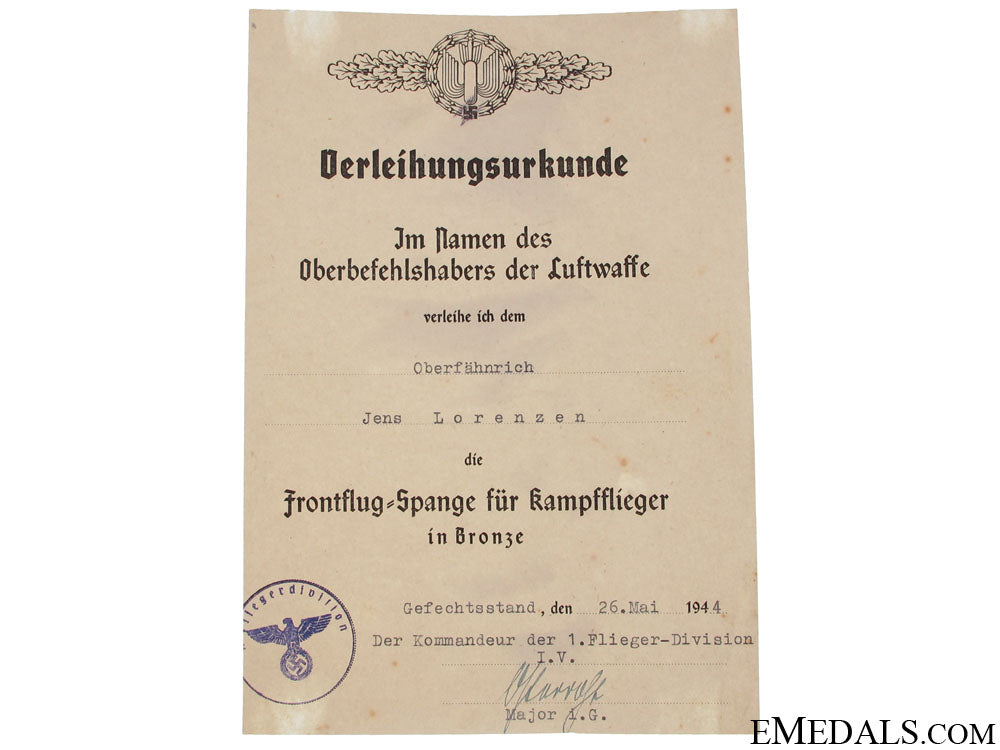 Verleihungsurkunde
Im Namen des
Oberbefehlshabers der Luftwaffe
verleihe ich dem
Oberfähnrich
Jens Lorenzen
die
Frontflug-Spange für Kampfflieger
in Bronze
Gefechtsstand, den 26.Mai 1944
Der Kommandeur der 1.Flieger-Division
I.V.
Major i.G.
liegerdivision
EMEDALS.COM